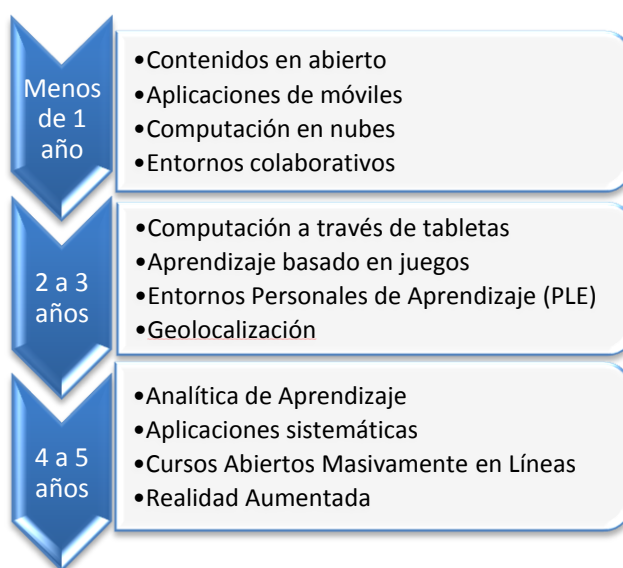 Menos
de 1
año
•Contenidos en abierto
•Aplicaciones de móviles
•Computación en nubes
•Entornos colaborativos
2 a 3
años
•Computación a través de tabletas
•Aprendizaje basado en juegos
•Entornos Personales de Aprendizaje (PLE)
•Geolocalización
4 a 5
años
•Analítica de Aprendizaje
•Aplicaciones sistemáticas
•Cursos Abiertos Masivamente en Líneas
•Realidad Aumentada